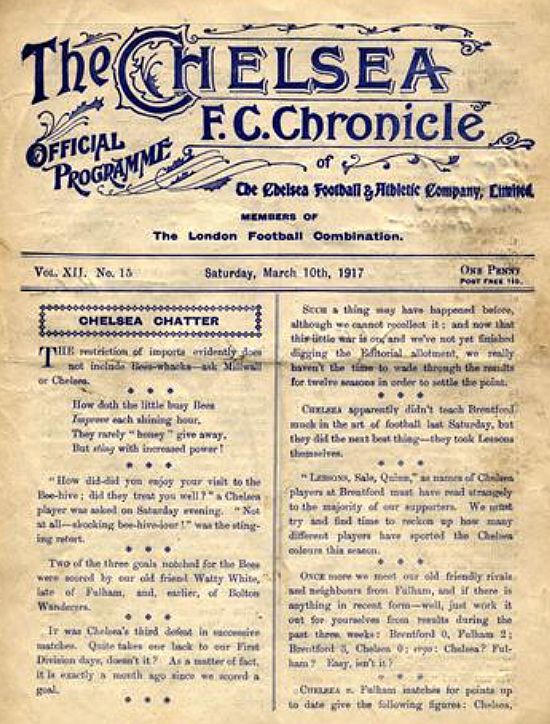 The CHELSEA
F.C. Chronicle
OFFICIAL
PROGRAMME
of
The Chelsea Football & Athletic Company, Limited.
MEMBERS OF
The London Football Combination.
VOL. XII. No. 15
Saturday, March 10th, 1917
ONE PENNY
POST FREE 1½D.
CHELSEA CHATTER
THE restriction of imports evidently does
not include Bees-whacks—ask Millwall
or Chelsea.
How doth the little busy Bees
Improve each shining hour,
They rarely "honey" give away,
But sting with increased power!
"How did-did you enjoy your visit to the
Bee-hive; did they treat you well?" a Chelsea
player was asked on Saturday evening. "Not
at all—shocking bee-hive-iour!" was the sting-
ing retort.
TWO of the three goals notched for the Bees
were scored by our old friend Watty White,
late of Fulham, and, earlier, of Bolton
Wanderers.
IT was Chelsea's third defeat in successive
matches. Quite takes one back to our First
Division days, doesn't it? As a matter of fact,
it is exactly a month ago since we scored a
goal.
SUCH a thing may have happened before,
although we cannot recollect it; and now that
this little war is on, and we've not yet finished
digging the Editorial allotment, we really
haven't the time to wade through the results
for twelve seasons in order to settle the point.
CHELSEA apparently didn't teach Brentford
much in the art of football last Saturday, but
they did the next best thing—they took Lessons
themselves.
"LESSONS, Sale, Quinn," as names of Chelsea
players at Brentford must have read strangely
to the majority of our supporters. We must
try and find time to reckon up how many
different players have sported the Chelsea
colours this season.
ONCE more we meet our old friendly rivals
and neighbours from Fulham, and if there is
anything in recent form—well, just work it
out for yourselves from results during the
past three weeks: Brentford 0, Fulham 2;
Brentford 3, Chelsea 0; ergo: Chelsea? Ful-
ham? Easy, isn't it?
CHELSEA v. Fulham matches for points up
to date give the following figures: Chelsea,